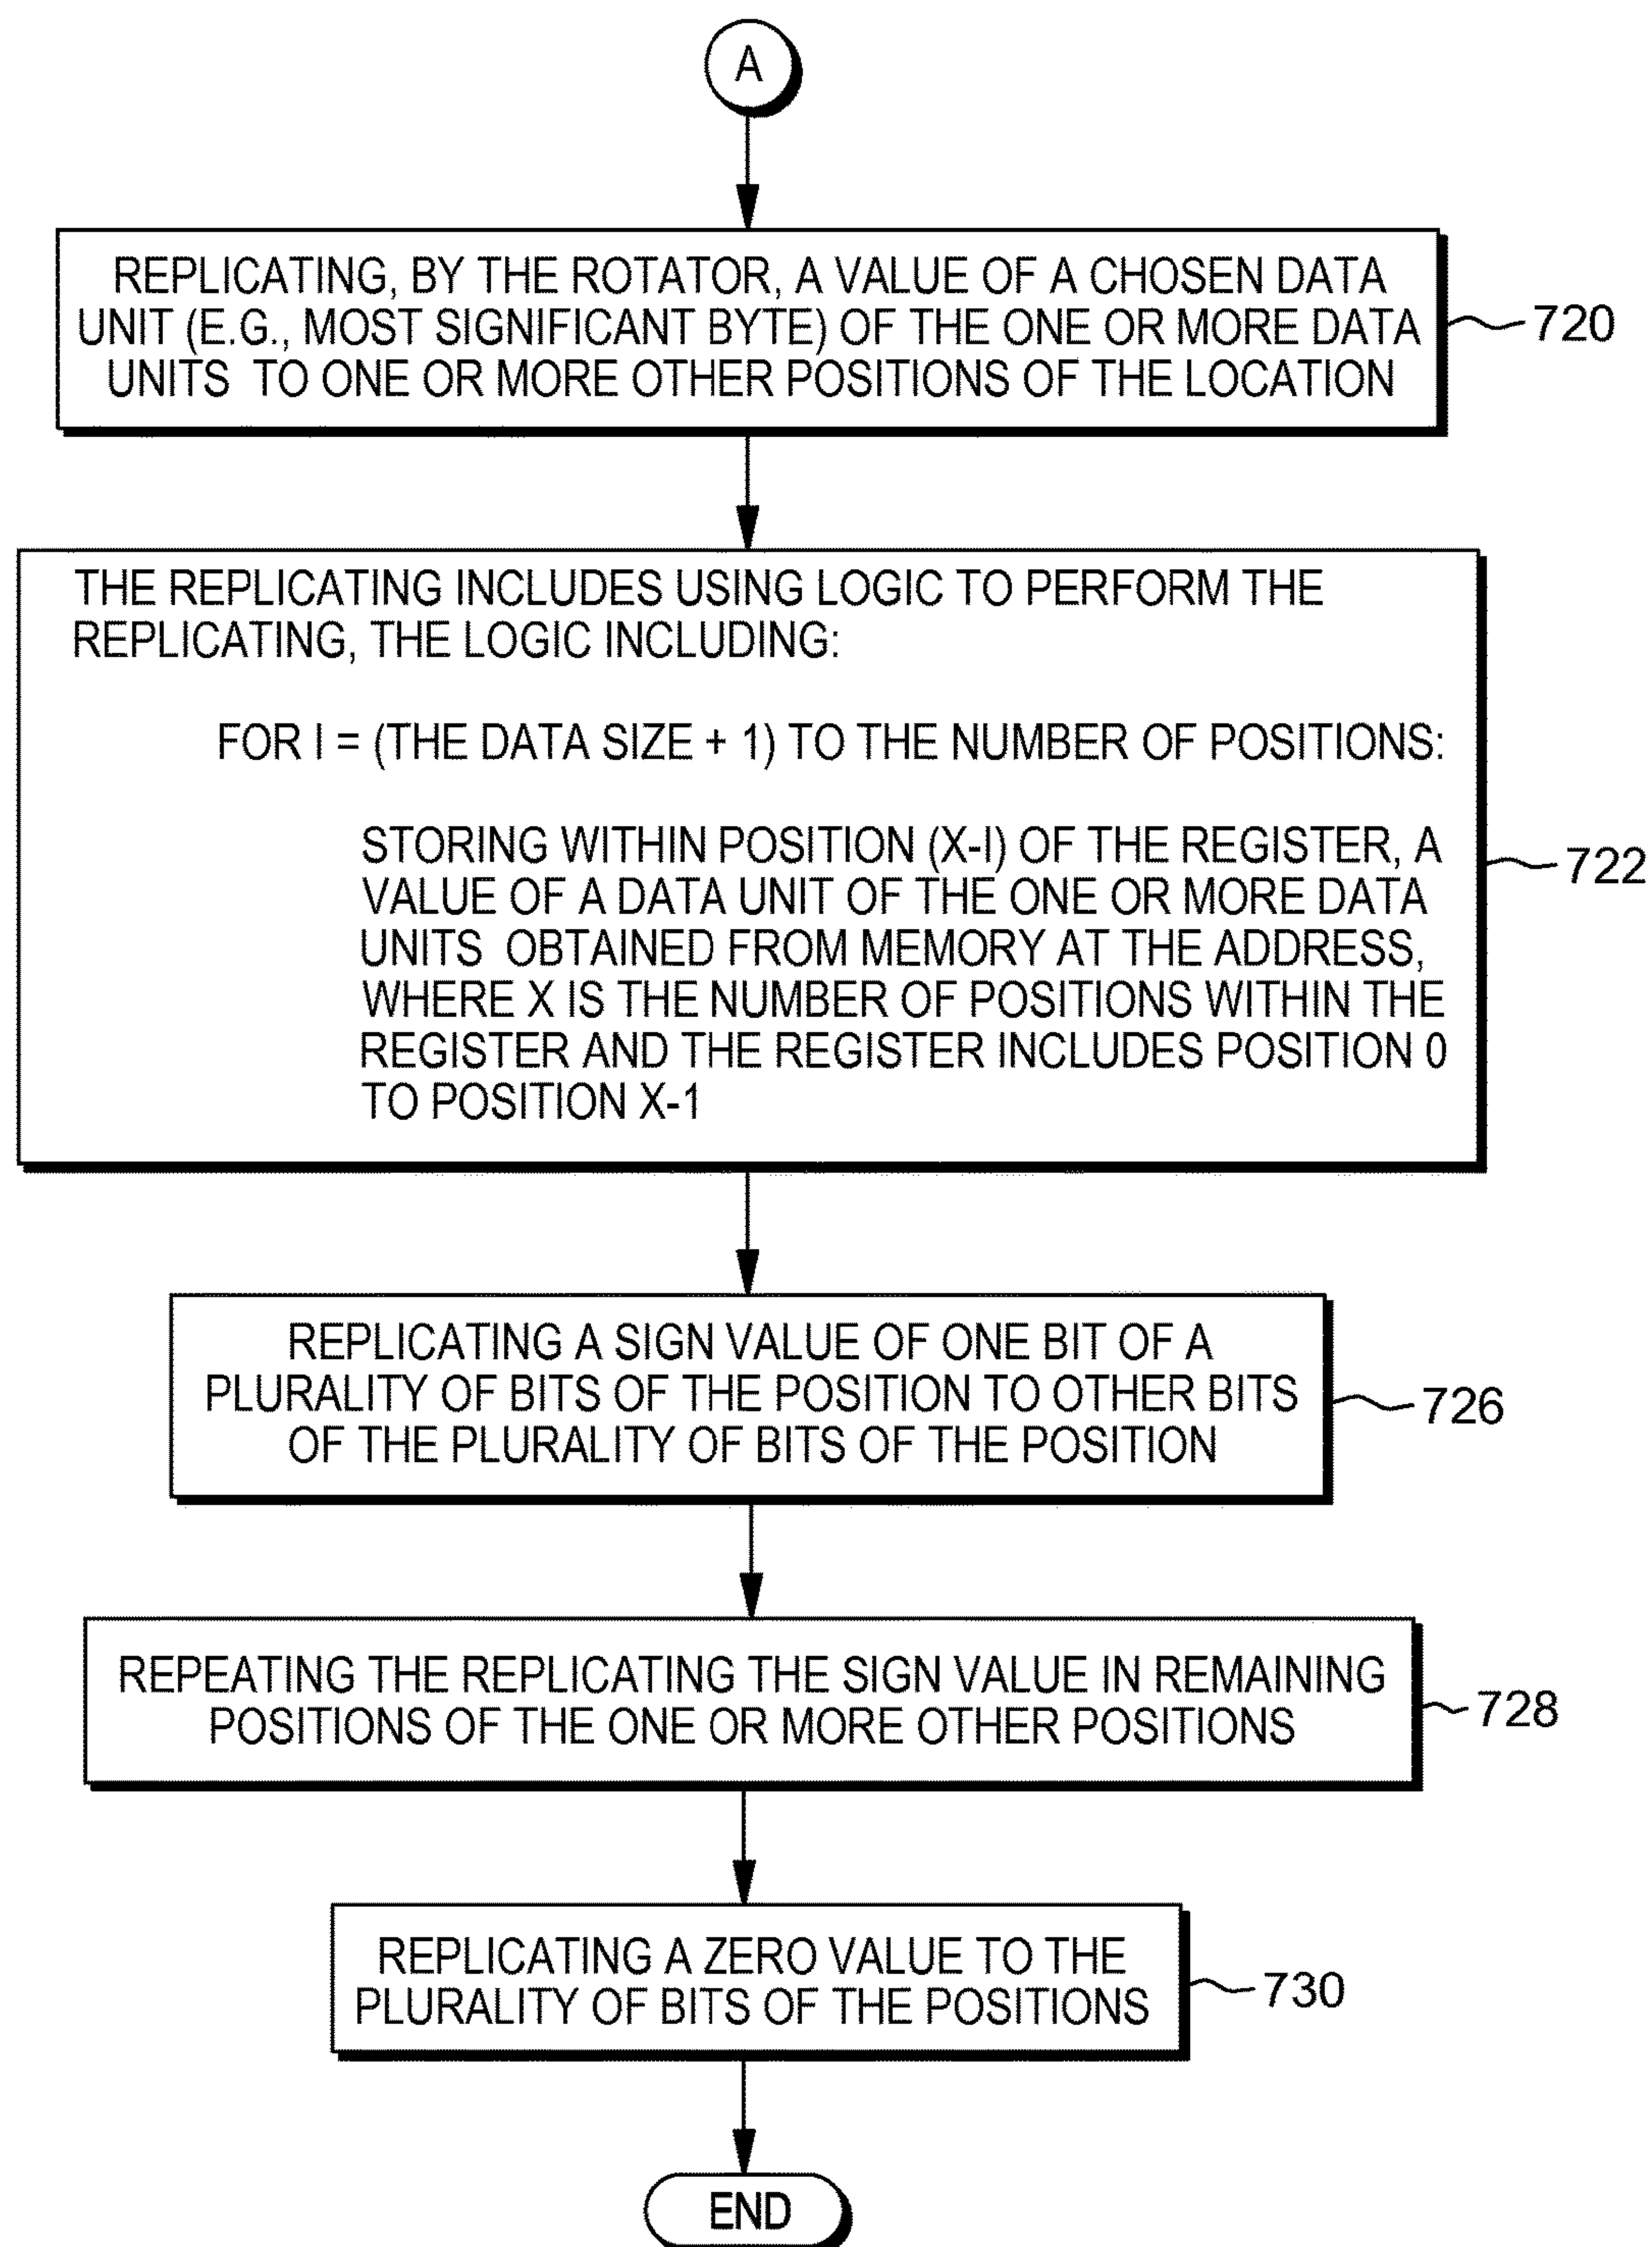 A
REPLICATING, BY THE ROTATOR, A VALUE OF A CHOSEN DATA
UNIT (E.G., MOST SIGNIFICANT BYTE) OF THE ONE OR MORE DATA
UNITS TO ONE OR MORE OTHER POSITIONS OF THE LOCATION
720
THE REPLICATING INCLUDES USING LOGIC TO PERFORM THE
REPLICATING, THE LOGIC INCLUDING:
FOR I = (THE DATA SIZE + 1) TO THE NUMBER OF POSITIONS:
STORING WITHIN POSITION (X-I) OF THE REGISTER, A
VALUE OF A DATA UNIT OF THE ONE OR MORE DATA
UNITS OBTAINED FROM MEMORY AT THE ADDRESS,
WHERE X IS THE NUMBER OF POSITIONS WITHIN THE
REGISTER AND THE REGISTER INCLUDES POSITION 0
TO POSITION X-1
722
REPLICATING A SIGN VALUE OF ONE BIT OF A
PLURALITY OF BITS OF THE POSITION TO OTHER BITS
OF THE PLURALITY OF BITS OF THE POSITION
726
REPEATING THE REPLICATING THE SIGN VALUE IN REMAINING
POSITIONS OF THE ONE OR MORE OTHER POSITIONS
728
REPLICATING A ZERO VALUE TO THE
PLURALITY OF BITS OF THE POSITIONS
730
END